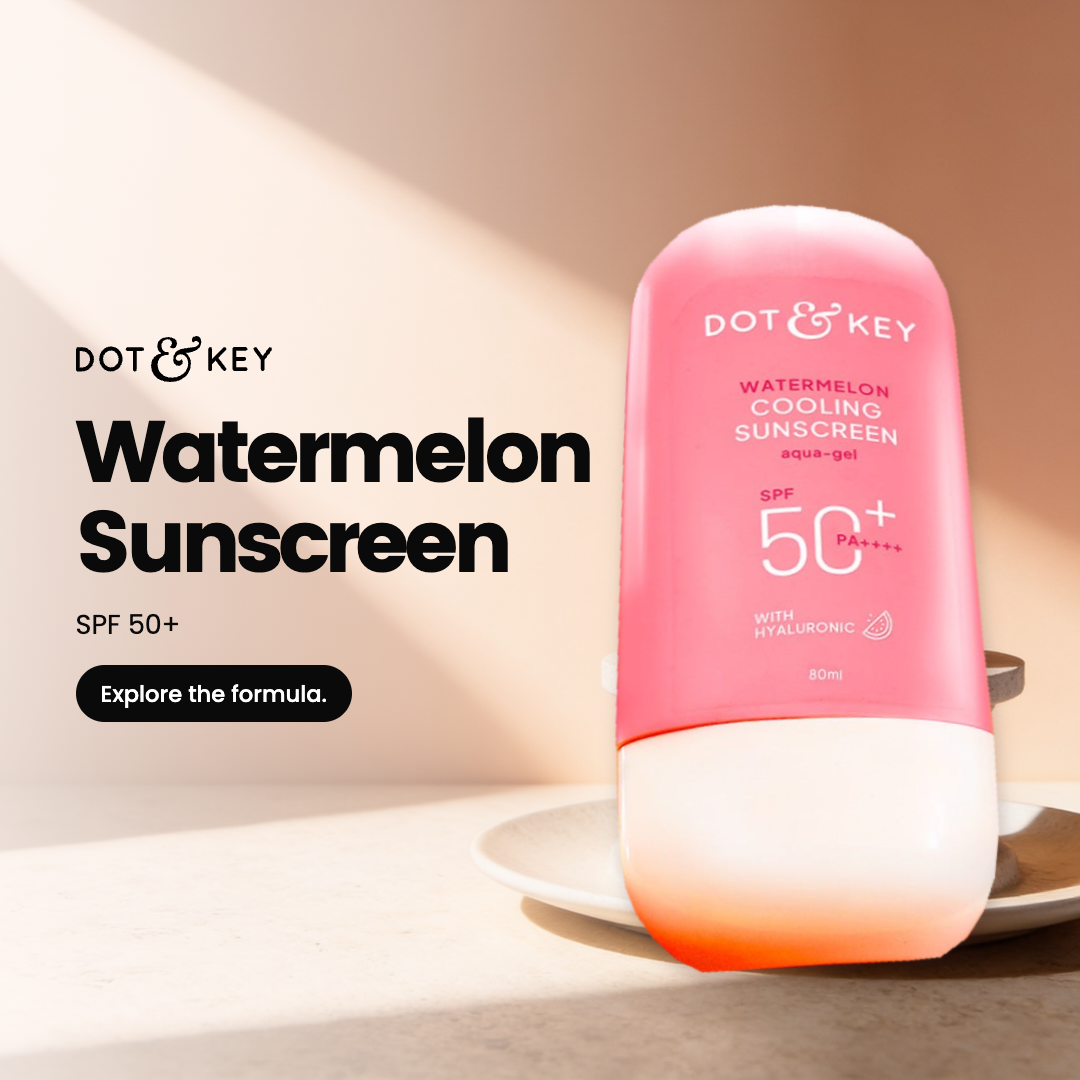 DOT & KEY
Watermelon
Sunscreen
SPF 50+
Explore the formula.
DOT & KEY
WATERMELON
COOLING
SUNSCREEN
aqua-gel
SPF
50+
PA++++
WITH
HYALURONIC
80ml